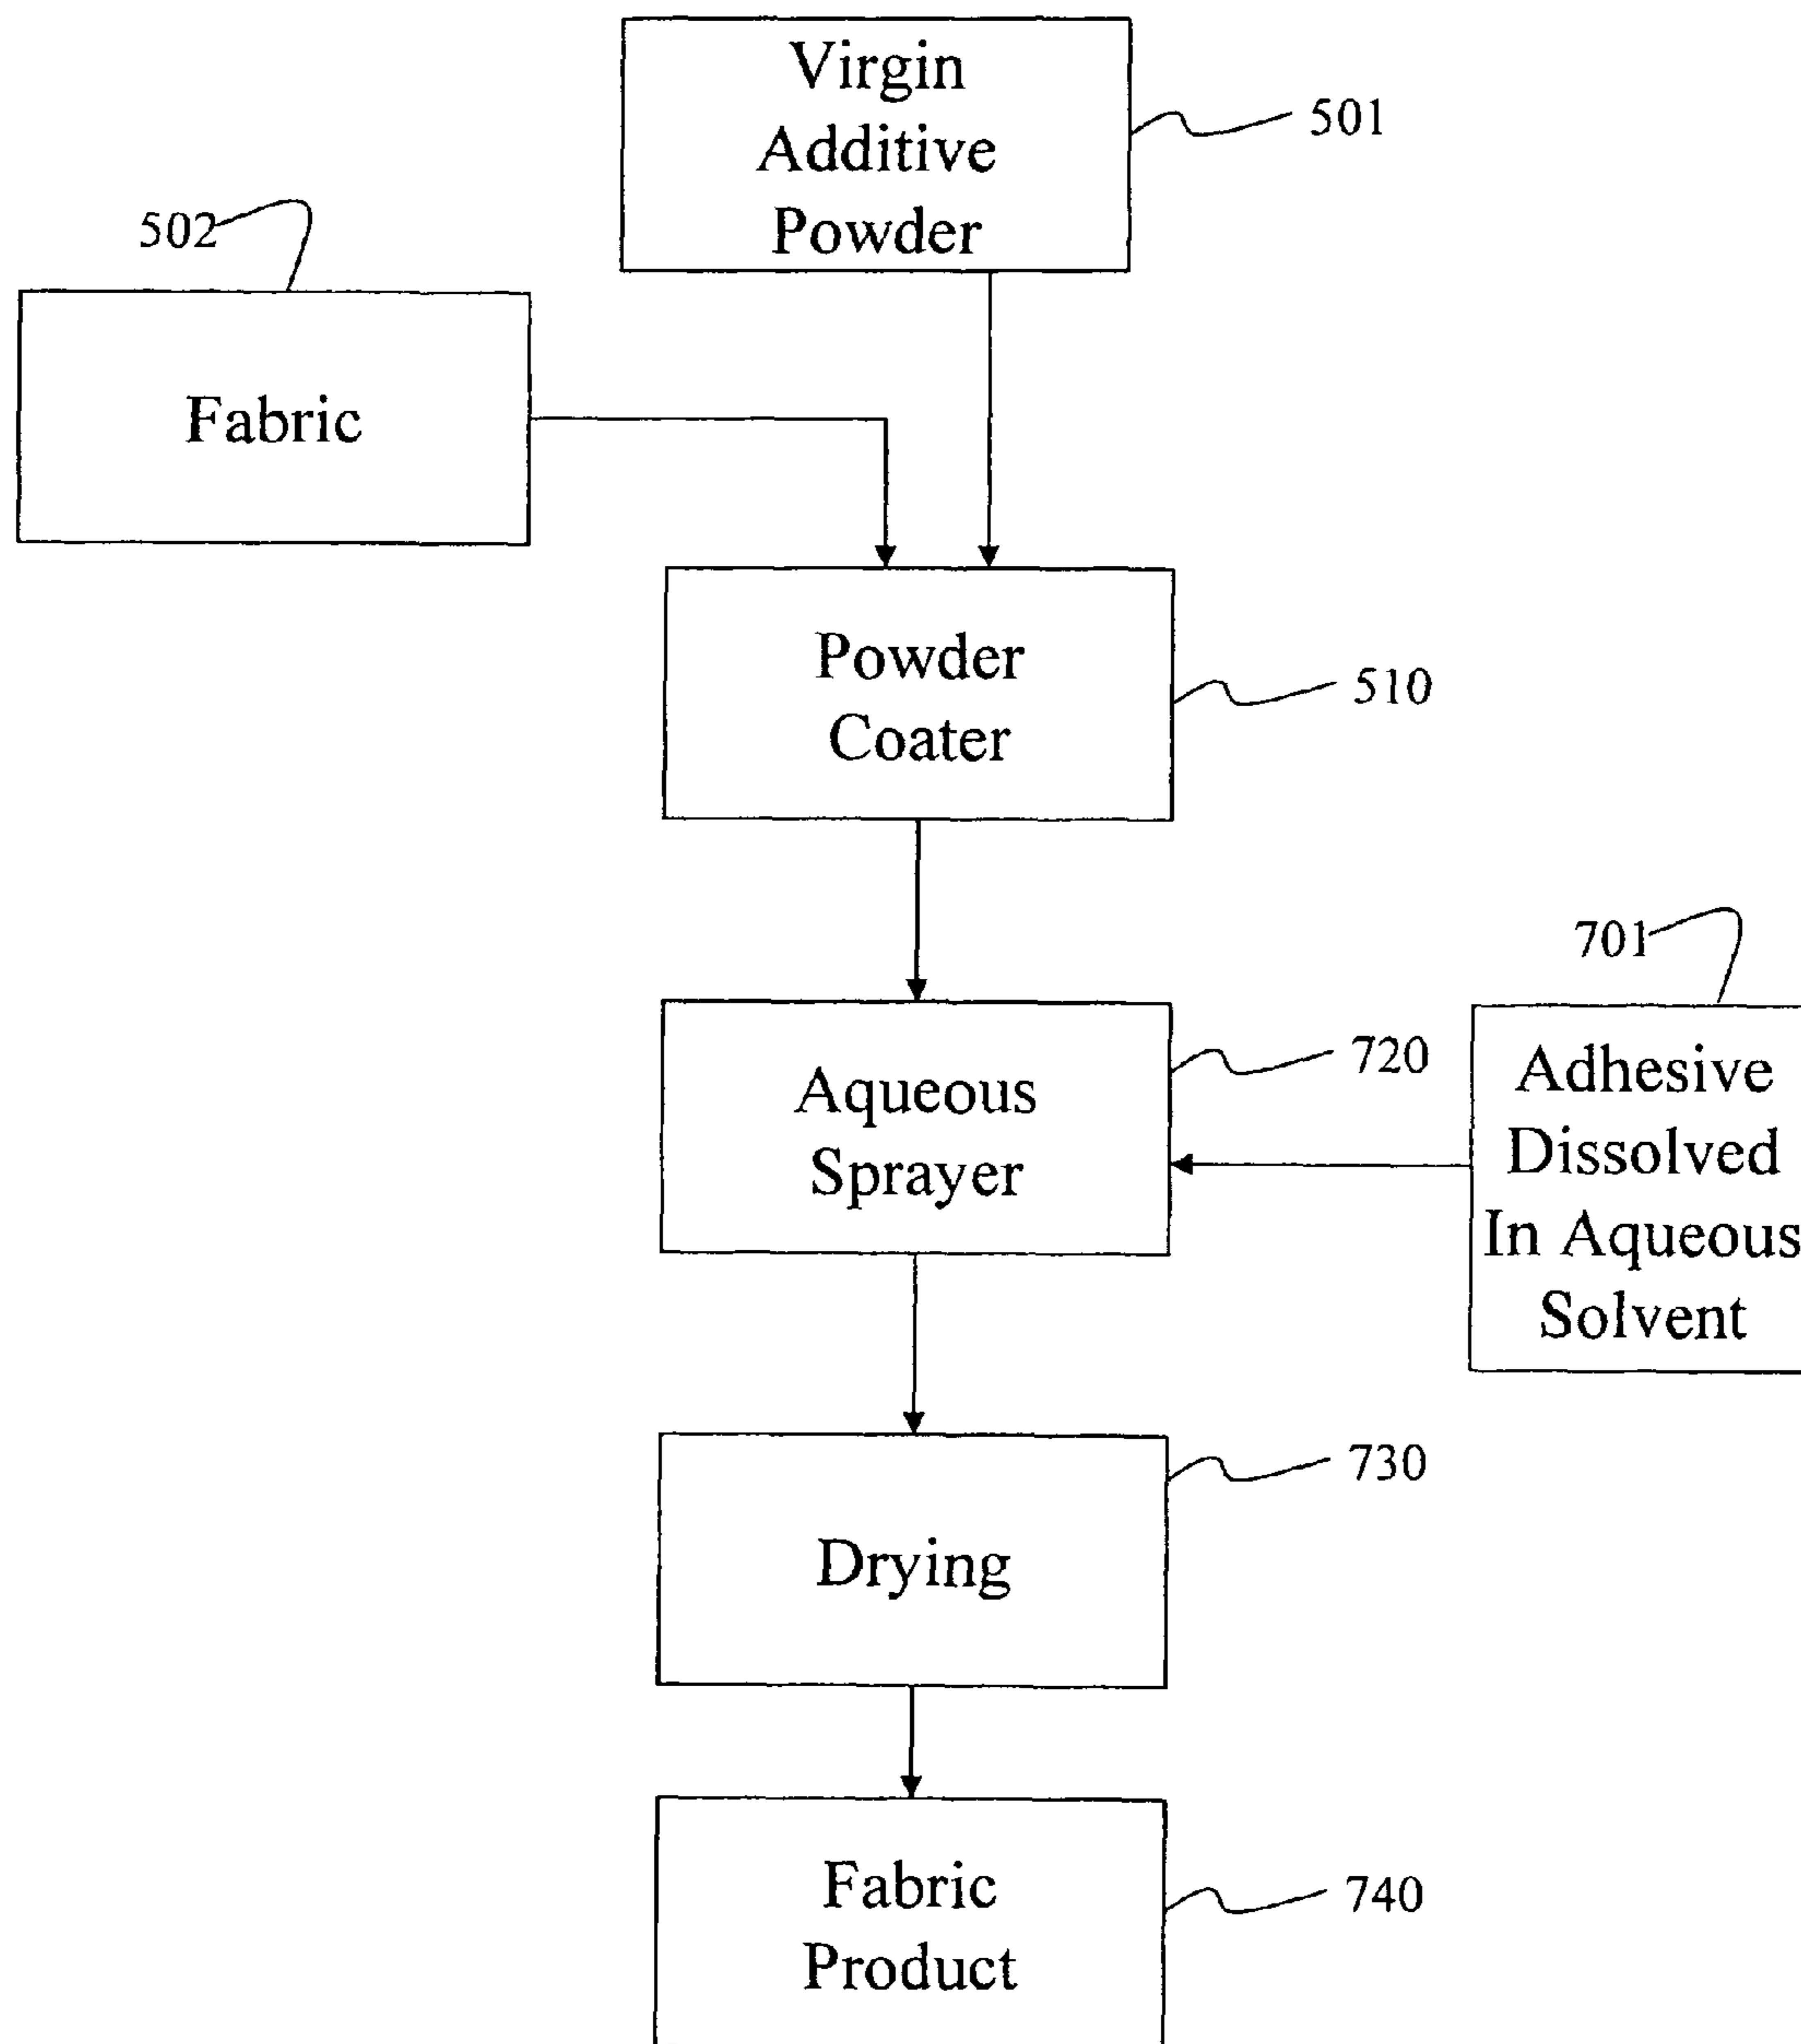 Virgin
Additive
Powder
501
502
Fabric
Powder
Coater
510
701
Aqueous
Sprayer
720
Adhesive
Dissolved
In Aqueous
Solvent
Drying
730
Fabric
Product
740